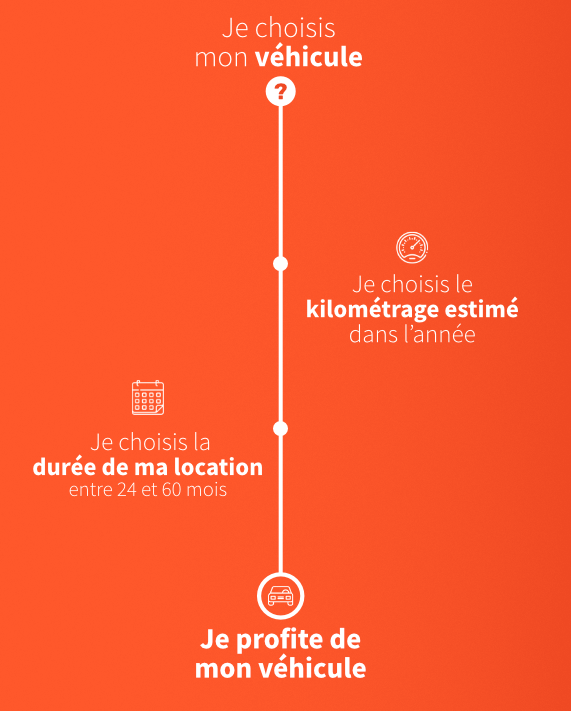 Je choisis
mon véhicule
?
Je choisis le
kilométrage estimé
dans l’année
Je choisis la
durée de ma location
entre 24 et 60 mois
Je profite de
mon véhicule